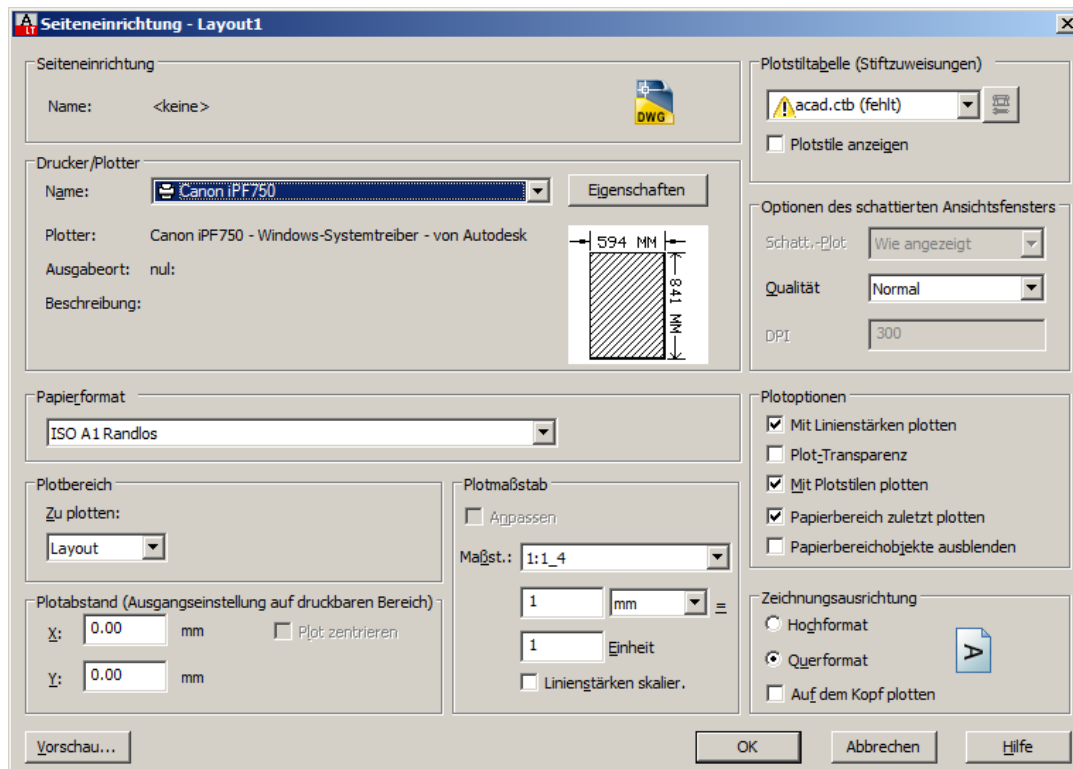 Seiteneinrichtung - Layout1
Seiteneinrichtung
Name: <keine>
DWG
Drucker/Plotter
Name: Canon iPF750
Eigenschaften
Plotter: Canon iPF750 - Windows-Systemtreiber - von Autodesk
Ausgabeort: nul:
Beschreibung:
594 MM
841 MM
Papierformat
ISO A1 Randlos
Plotbereich
Zu plotten:
Layout
Plotabstand (Ausgangseinstellung auf druckbaren Bereich)
X: 0.00 mm
Plot zentrieren
Y: 0.00 mm
Plotmaßstab
Anpassen
Maßst.: 1:1_4
1 mm =
1 Einheit
Linienstärken skalier.
Plotstiltabelle (Stiftzuweisungen)
acad.ctb (fehlt)
Plotstile anzeigen
Optionen des schattierten Ansichtsfensters
Schatt.-Plot Wie angezeigt
Qualität Normal
DPI 300
Plotoptionen
Mit Linienstärken plotten
Plot-Transparenz
Mit Plotstilen plotten
Papierbereich zuletzt plotten
Papierbereichobjekte ausblenden
Zeichnungsausrichtung
Hochformat
Querformat
A
Auf dem Kopf plotten
Vorschau...
OK
Abbrechen
Hilfe